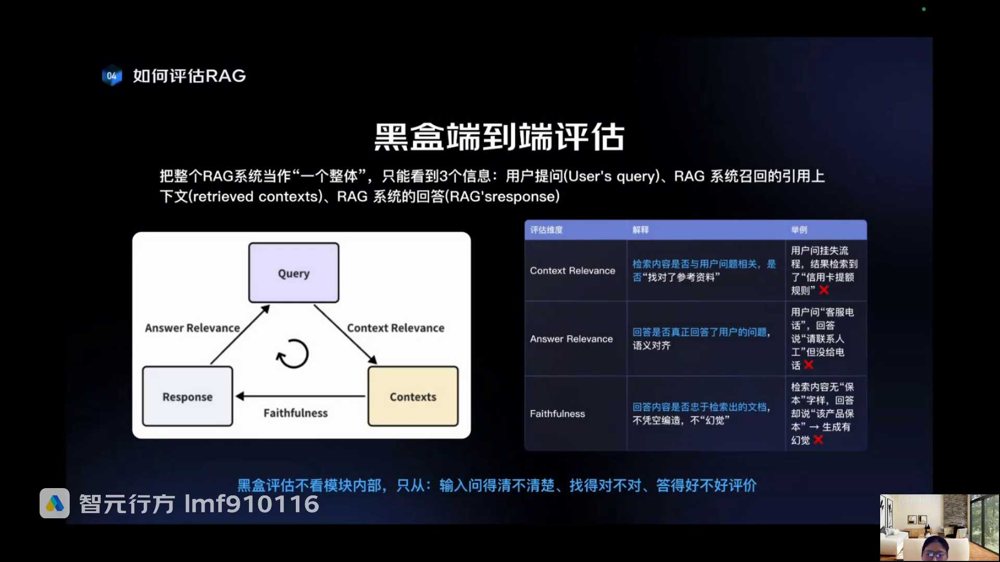 04 如何评估RAG
黑盒端到端评估
把整个RAG系统当作“一个整体”，只能看到3个信息：用户提问(User's query)、RAG 系统召回的引用上
下文(retrieved contexts)、RAG 系统的回答(RAG'sresponse)
Query
Answer Relevance
Context Relevance
Response
Contexts
Faithfulness
评估维度 解释 举例
Context Relevance
检索内容是否与用户问题相关，是
否“找对了参考资料”
用户问挂失流
程，结果检索到
了“信用卡提额
规则” ❌
Answer Relevance
回答是否真正回答了用户的问题，
语义对齐
用户问“客服电
话”，回答
说“请联系人
工”但没给电
话 ❌
Faithfulness
回答内容是否忠于检索出的文档，
不凭空编造，不“幻觉”
检索内容无“保
本”字样，回答
却说“该产品保
本” → 生成有
幻觉 ❌
黑盒评估不看模块内部，只从：输入问得清不清楚、找得对不对、答得好不好评价
智元行方 lmf910116